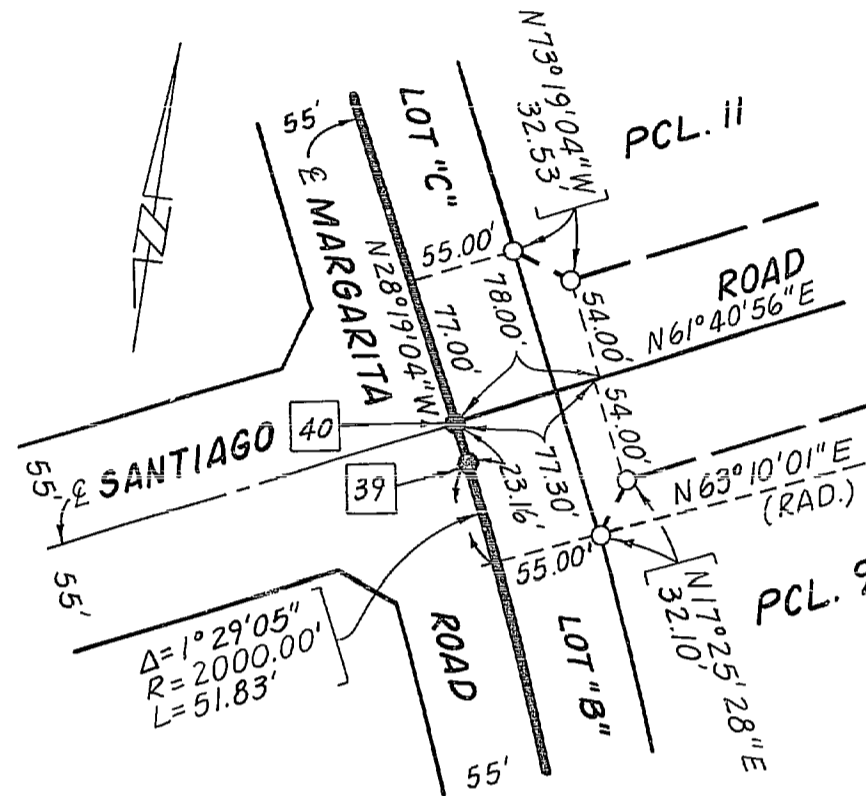 N
55'
℄ MARGARITA
LOT "C"
N73°19'04"W
32.53'
PCL. 11
55.00'
N28°19'04"W
77.00'
78.00'
54.00'
ROAD
N61°40'56"E
54.00'
40
39
℄ SANTIAGO
55'
55'
23.16'
77.30'
N63°10'01"E
(RAD.)
55.00'
N17°25'28"E
32.10'
PCL. 9
Δ=1°29'05"
R=2000.00'
L=51.83'
ROAD
LOT "B"
55'